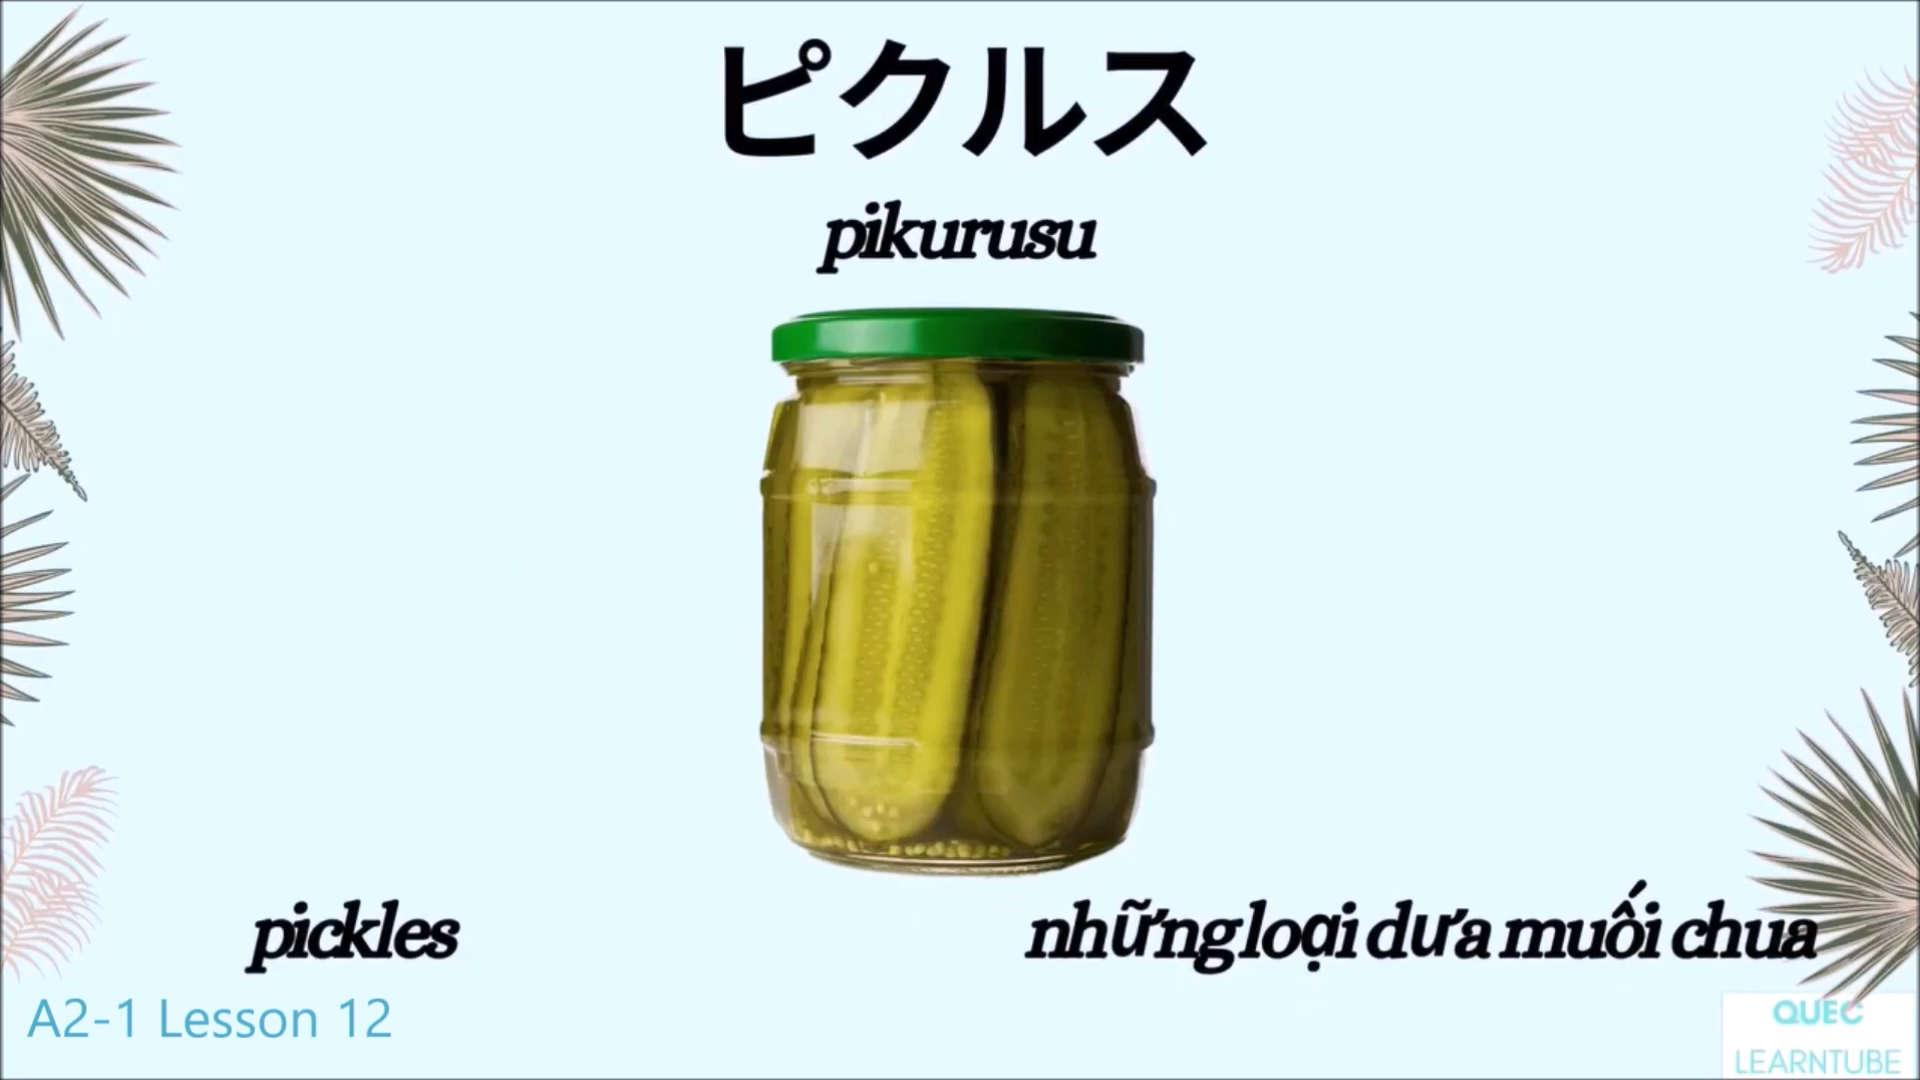 ピクルス
pikurusu
pickles
những loại dưa muối chua
A2-1 Lesson 12
QUEC
LEARNTUBE